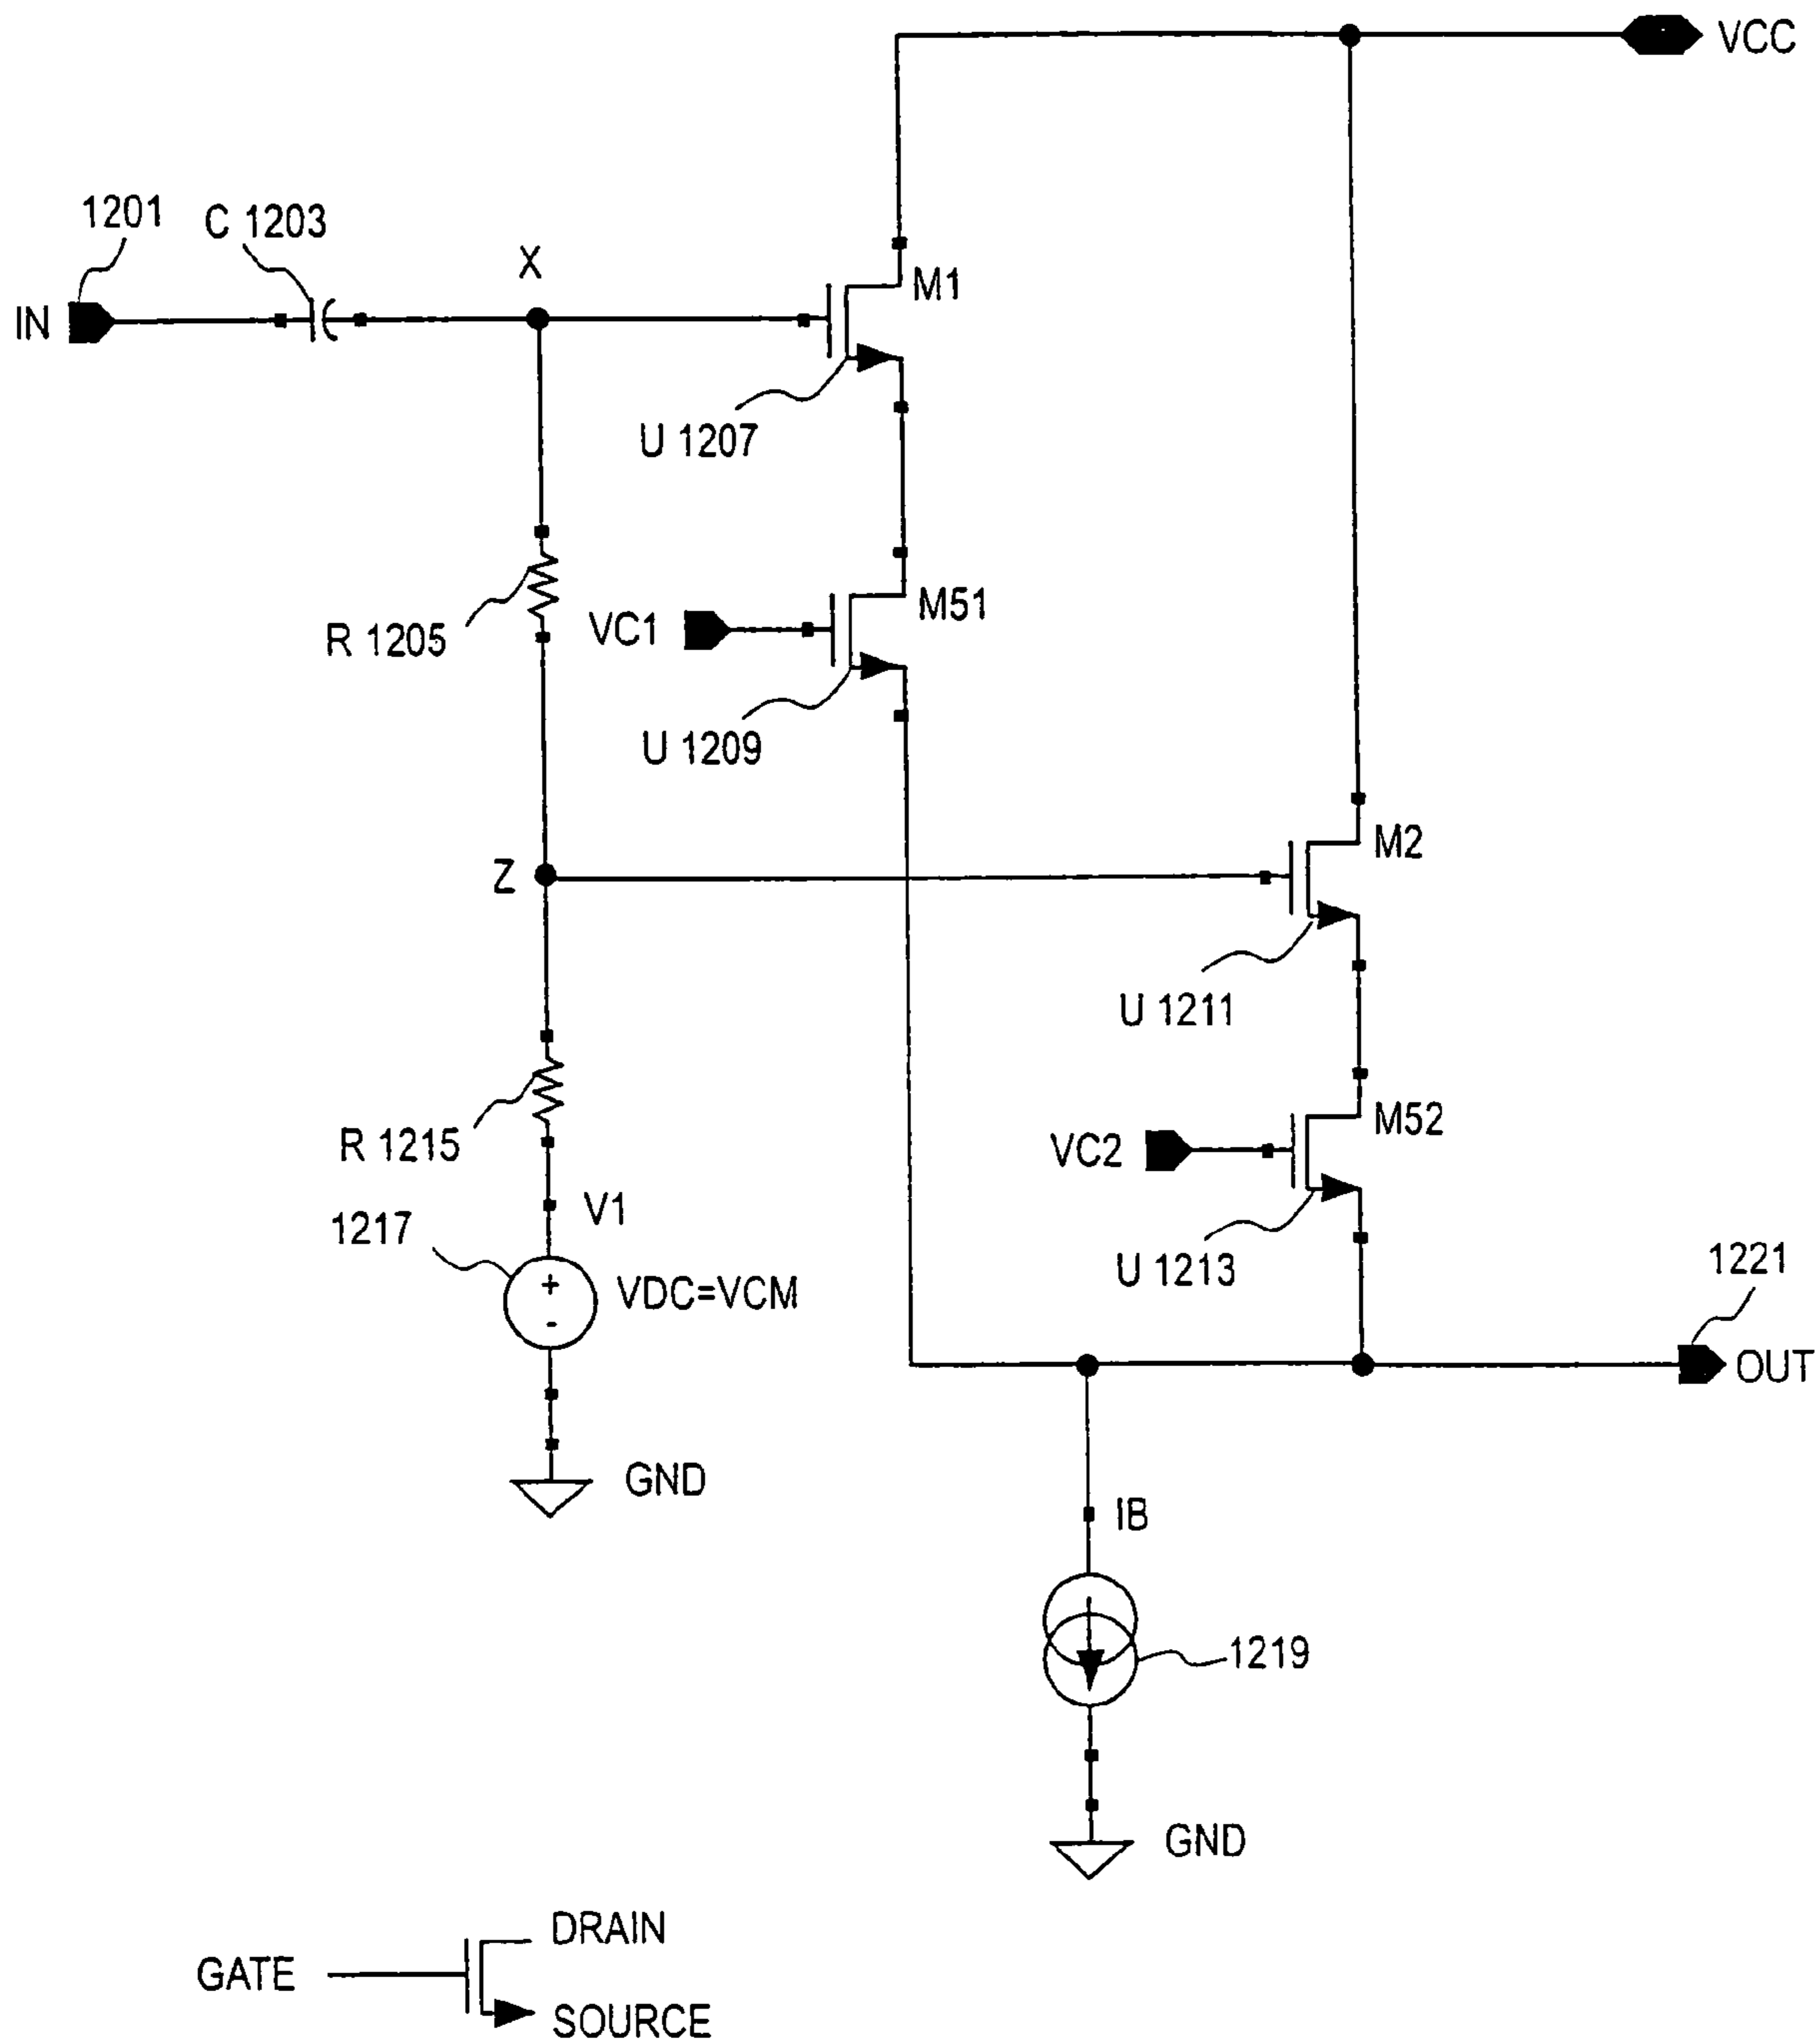 VCC
1201
C 1203
X
M1
IN
U 1207
R 1205
VC1
M51
U 1209
Z
M2
U 1211
R 1215
VC2
M52
V1
1217
VDC=VCM
+
-
U 1213
1221
OUT
GND
IB
1219
GND
DRAIN
GATE
SOURCE